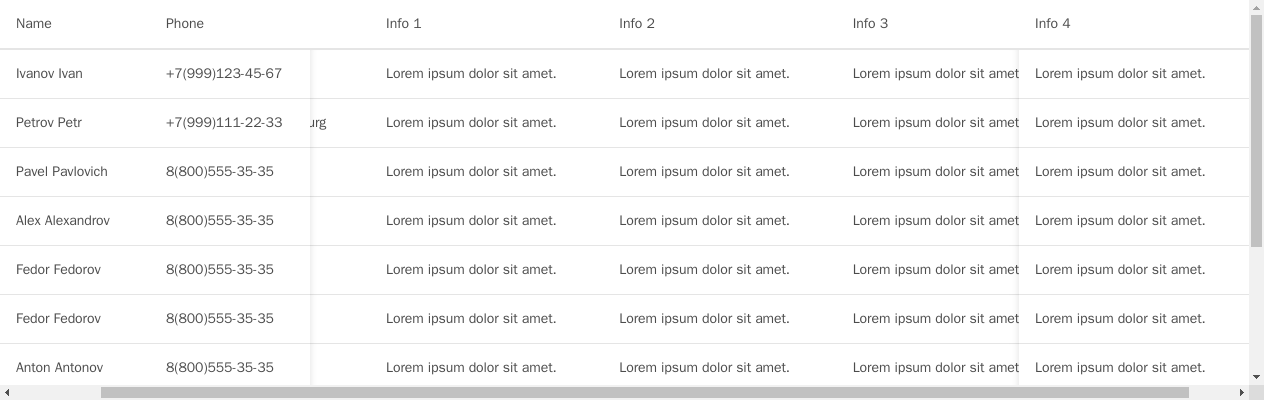 Name Phone Info 1 Info 2 Info 3 Info 4
Ivanov Ivan +7(999)123-45-67 Lorem ipsum dolor sit amet. Lorem ipsum dolor sit amet. Lorem ipsum dolor sit amet Lorem ipsum dolor sit amet.
Petrov Petr +7(999)111-22-33 urg Lorem ipsum dolor sit amet. Lorem ipsum dolor sit amet. Lorem ipsum dolor sit amet Lorem ipsum dolor sit amet.
Pavel Pavlovich 8(800)555-35-35 Lorem ipsum dolor sit amet. Lorem ipsum dolor sit amet. Lorem ipsum dolor sit amet Lorem ipsum dolor sit amet.
Alex Alexandrov 8(800)555-35-35 Lorem ipsum dolor sit amet. Lorem ipsum dolor sit amet. Lorem ipsum dolor sit amet Lorem ipsum dolor sit amet.
Fedor Fedorov 8(800)555-35-35 Lorem ipsum dolor sit amet. Lorem ipsum dolor sit amet. Lorem ipsum dolor sit amet Lorem ipsum dolor sit amet.
Fedor Fedorov 8(800)555-35-35 Lorem ipsum dolor sit amet. Lorem ipsum dolor sit amet. Lorem ipsum dolor sit amet Lorem ipsum dolor sit amet.
Anton Antonov 8(800)555-35-35 Lorem ipsum dolor sit amet. Lorem ipsum dolor sit amet. Lorem ipsum dolor sit amet Lorem ipsum dolor sit amet.